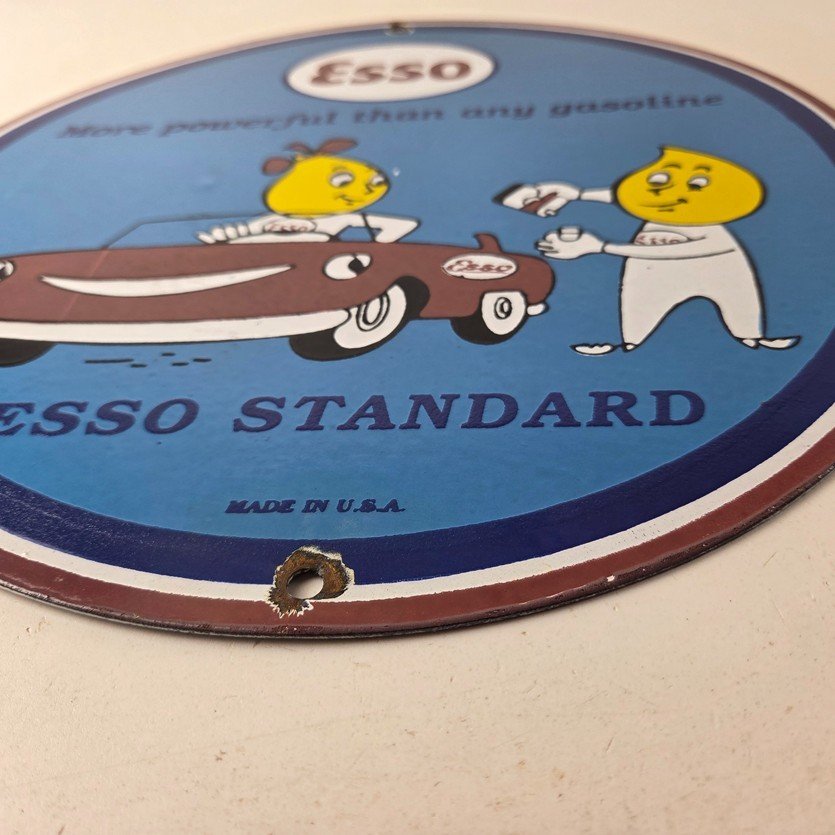 Esso
More powerful than any gasoline
Esso
Esso
Esso
ESSO STANDARD
MADE IN U.S.A.